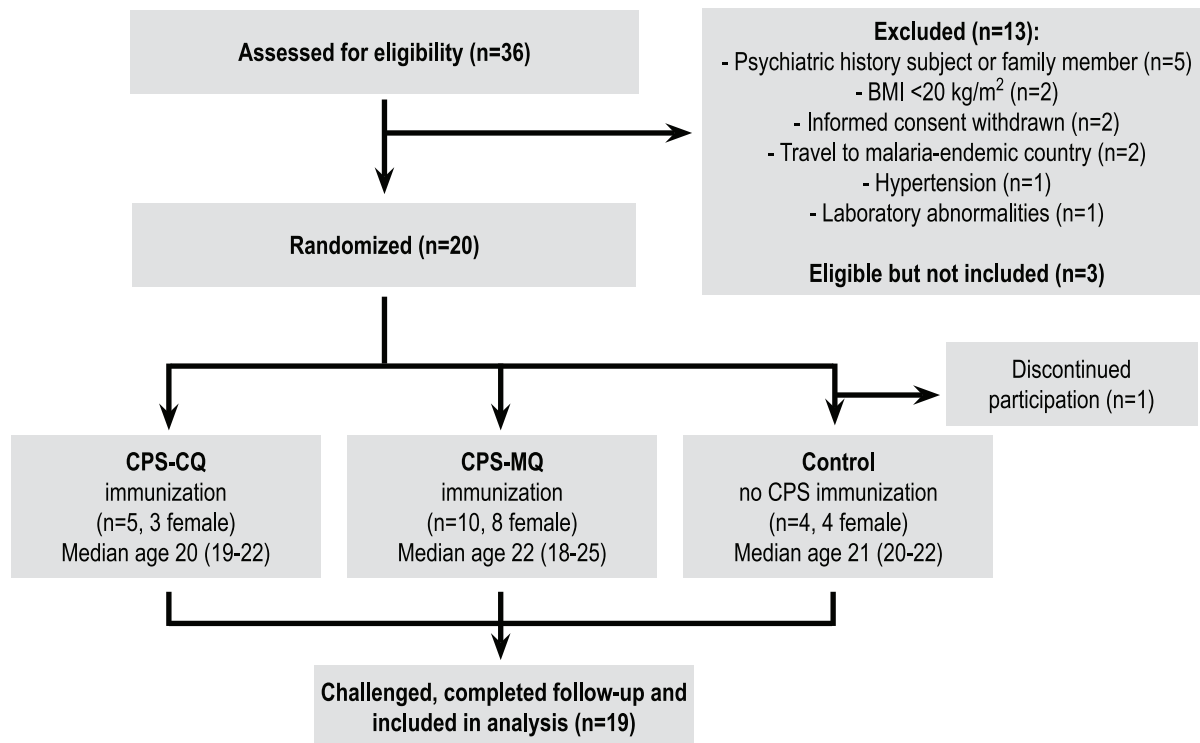 Assessed for eligibility (n=36)
Excluded (n=13):
- Psychiatric history subject or family member (n=5)
- BMI <20 kg/m² (n=2)
- Informed consent withdrawn (n=2)
- Travel to malaria-endemic country (n=2)
- Hypertension (n=1)
- Laboratory abnormalities (n=1)
Eligible but not included (n=3)
Randomized (n=20)
Discontinued
participation (n=1)
CPS-CQ
immunization
(n=5, 3 female)
Median age 20 (19-22)
CPS-MQ
immunization
(n=10, 8 female)
Median age 22 (18-25)
Control
no CPS immunization
(n=4, 4 female)
Median age 21 (20-22)
Challenged, completed follow-up and
included in analysis (n=19)